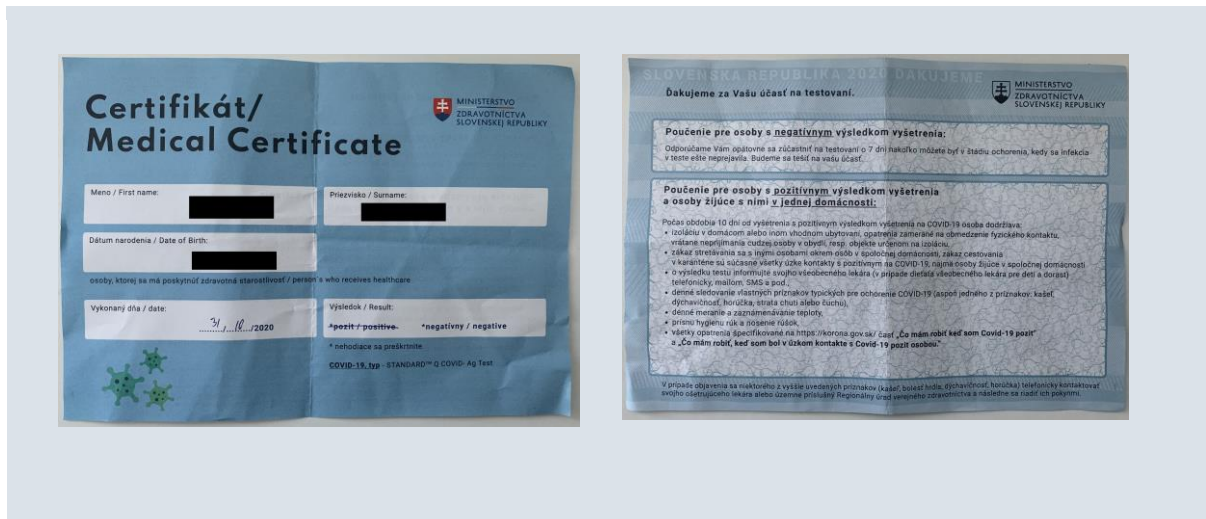 Certifikát/
Medical Certificate
MINISTERSTVO
ZDRAVOTNÍCTVA
SLOVENSKEJ REPUBLIKY
Meno / First name:
Priezvisko / Surname:
Dátum narodenia / Date of Birth:
osoby, ktorej sa má poskytnúť zdravotná starostlivosť / person's who receives healthcare
Vykonaný dňa / date:
31, 10, /2020
Výsledok / Result:
*pozit / positive *negatívny / negative
* nehodiace sa preškrtnite
COVID-19, typ - STANDARD™ Q COVID- Ag Test
SLOVENSKÁ REPUBLIKA 2020 ĎAKUJEME
Ďakujeme za Vašu účasť na testovaní.
MINISTERSTVO
ZDRAVOTNÍCTVA
SLOVENSKEJ REPUBLIKY
Poučenie pre osoby s negatívnym výsledkom vyšetrenia:
Odporúčame Vám opätovne sa zúčastniť na testovaní o 7 dní nakoľko môžete byť v štádiu ochorenia, kedy sa infekcia
v teste ešte neprejavila. Budeme sa tešiť na vašu účasť.
Poučenie pre osoby s pozitívnym výsledkom vyšetrenia
a osoby žijúce s nimi v jednej domácnosti:
Počas obdobia 10 dní od vyšetrenia s pozitívnym výsledkom vyšetrenia na COVID-19 osoba dodržiava:
• izoláciu v domácom alebo inom vhodnom ubytovaní, opatrenia zamerané na obmedzenie fyzického kontaktu,
vrátane neprijímania cudzej osoby v obydlí, resp. objekte určenom na izoláciu,
• zákaz stretávania sa s inými osobami okrem osôb v spoločnej domácnosti, zákaz cestovania
v karanténe sú súčasne všetky úzke kontakty s pozitívnym na COVID-19, najmä osoby žijúce v spoločnej domácnosti
• o výsledku testu informujte svojho všeobecného lekára (v prípade dieťaťa všeobecného lekára pre deti a dorast)
telefonicky, mailom, SMS a pod.,
• denné sledovanie vlastných príznakov typických pre ochorenie COVID-19 (aspoň jedného z príznakov: kašeľ,
dýchavičnosť, horúčka, strata chuti alebo čuchu),
• denné meranie a zaznamenávanie teploty,
• prísnu hygienu rúk a nosenie rúšok,
• všetky opatrenia špecifikované na https://korona.gov.sk/ časť „Čo mám robiť keď som Covid-19 pozit"
a „Čo mám robiť, keď som bol v úzkom kontakte s Covid-19 pozit osobou."
V prípade objavenia sa niektorého z vyššie uvedených príznakov (kašeľ, bolesť hrdla, dýchavičnosť, horúčka) telefonicky kontaktovať
svojho ošetrujúceho lekára alebo územne príslušný Regionálny úrad verejného zdravotníctva a následne sa riadiť ich pokynmi.